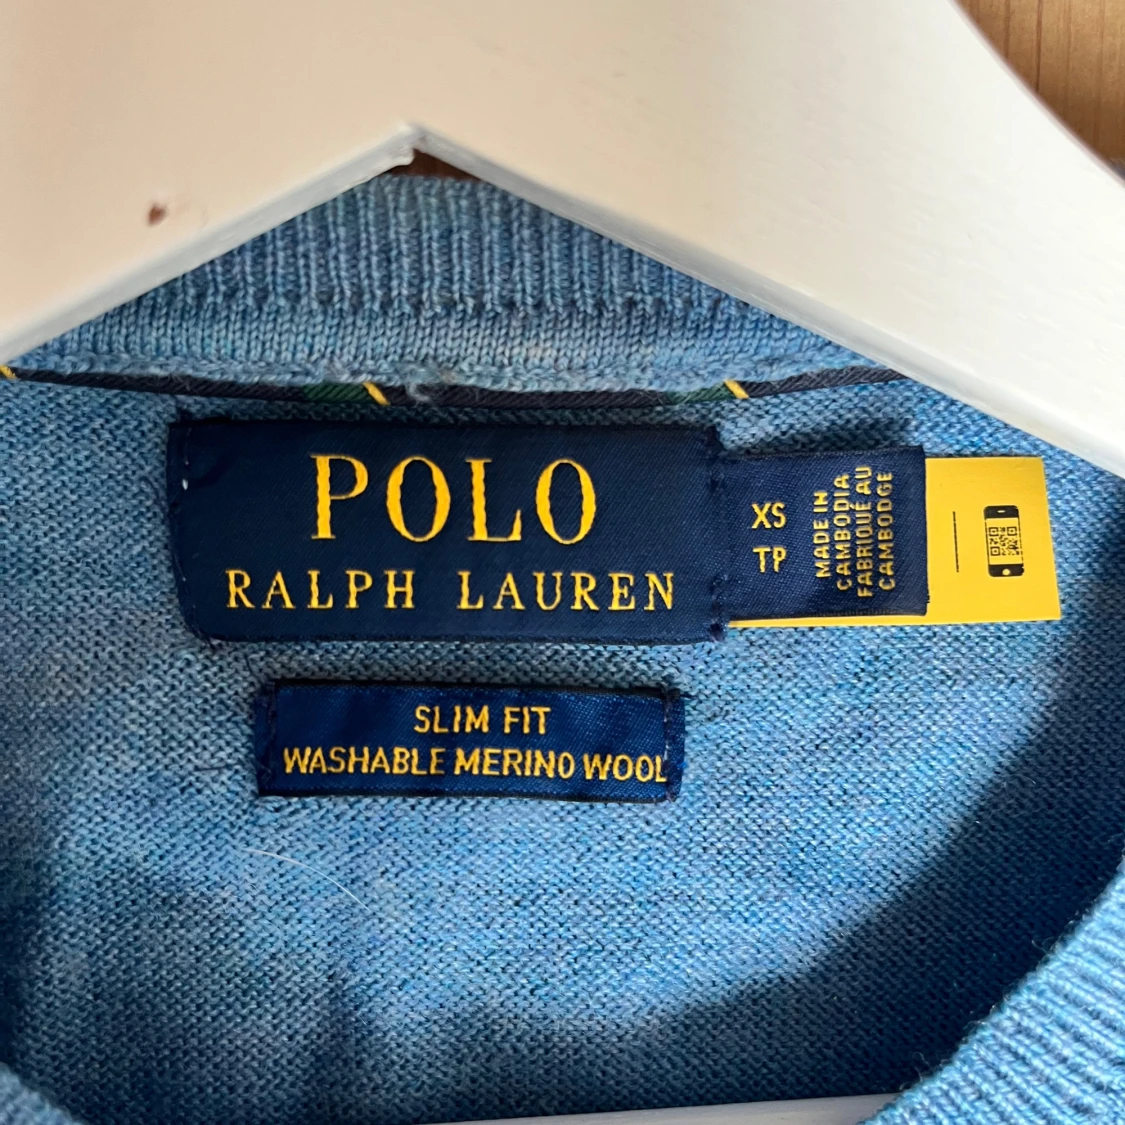 POLO
RALPH LAUREN
XS
TP
MADE IN
CAMBODIA
FABRIQUÉ AU
CAMBODGE
SLIM FIT
WASHABLE MERINO WOOL